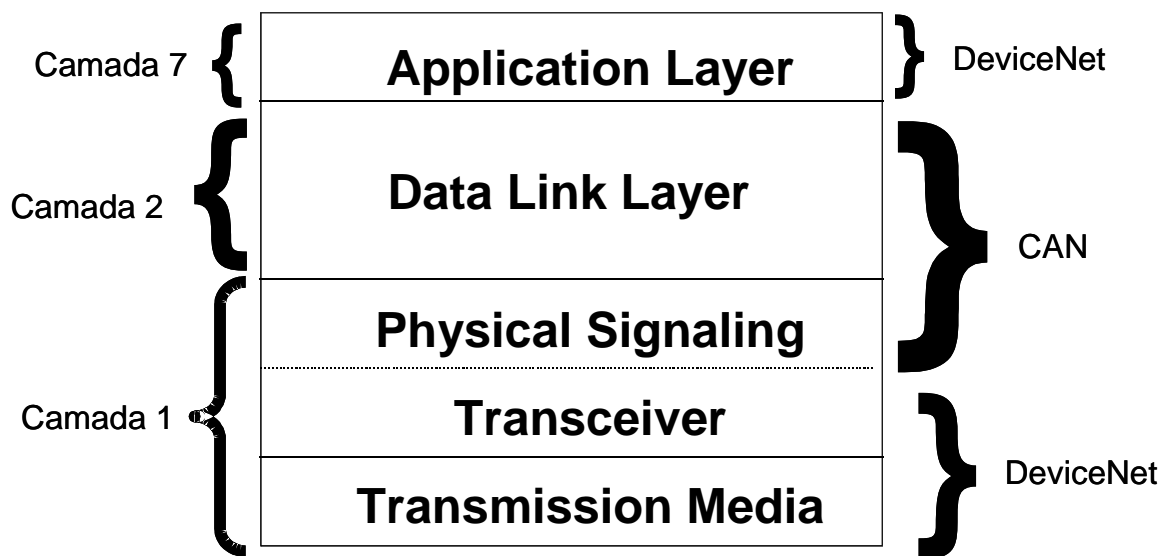 Camada 7
Application Layer
DeviceNet
Camada 2
Data Link Layer
CAN
Physical Signaling
Camada 1
Transceiver
DeviceNet
Transmission Media